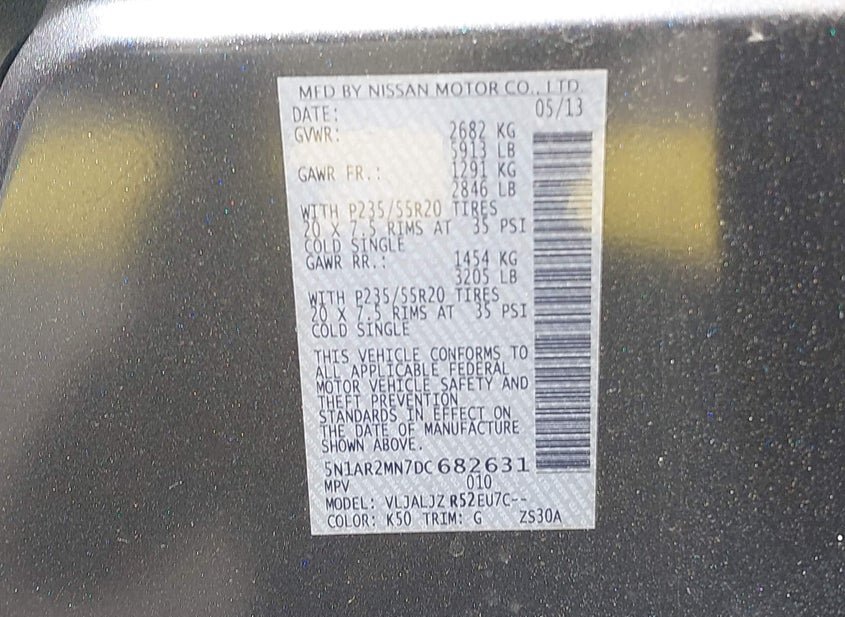 MFD BY NISSAN MOTOR CO., LTD.
DATE: 05/13
GVWR: 2682 KG
5913 LB
GAWR FR.: 1291 KG
2846 LB
WITH P235/55R20 TIRES
20 X 7.5 RIMS AT 35 PSI
COLD SINGLE
GAWR RR.: 1454 KG
3205 LB
WITH P235/55R20 TIRES
20 X 7.5 RIMS AT 35 PSI
COLD SINGLE
THIS VEHICLE CONFORMS TO
ALL APPLICABLE FEDERAL
MOTOR VEHICLE SAFETY AND
THEFT PREVENTION
STANDARDS IN EFFECT ON
THE DATE OF MANUFACTURE
SHOWN ABOVE.
5N1AR2MN7DC682631
MPV 010
MODEL: VLJALJZ R52EU7C--
COLOR: K50 TRIM: G ZS30A